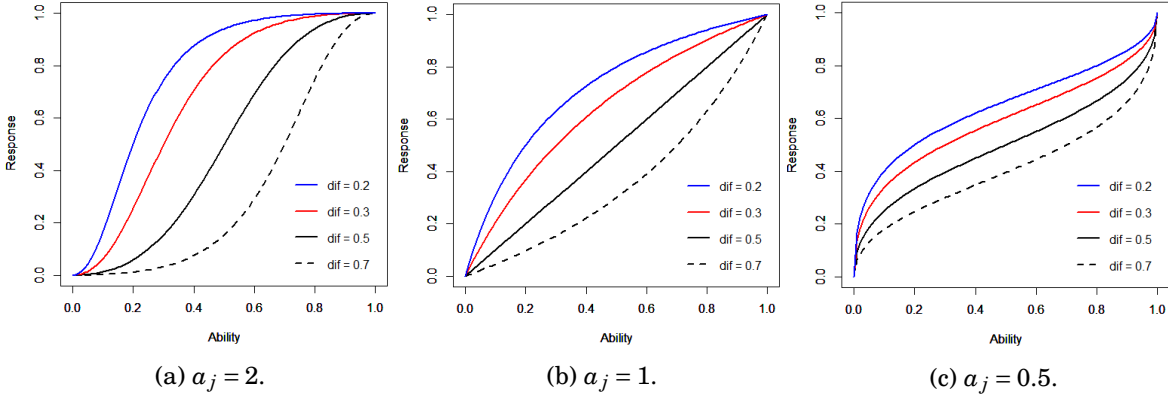 Response
1.0
0.8
0.6
0.4
0.2
0.0
dif = 0.2
dif = 0.3
dif = 0.5
dif = 0.7
0.0 0.2 0.4 0.6 0.8 1.0
Ability
(a) a_j = 2.
Response
1.0
0.8
0.6
0.4
0.2
0.0
dif = 0.2
dif = 0.3
dif = 0.5
dif = 0.7
0.0 0.2 0.4 0.6 0.8 1.0
Ability
(b) a_j = 1.
Response
1.0
0.8
0.6
0.4
0.2
0.0
dif = 0.2
dif = 0.3
dif = 0.5
dif = 0.7
0.0 0.2 0.4 0.6 0.8 1.0
Ability
(c) a_j = 0.5.